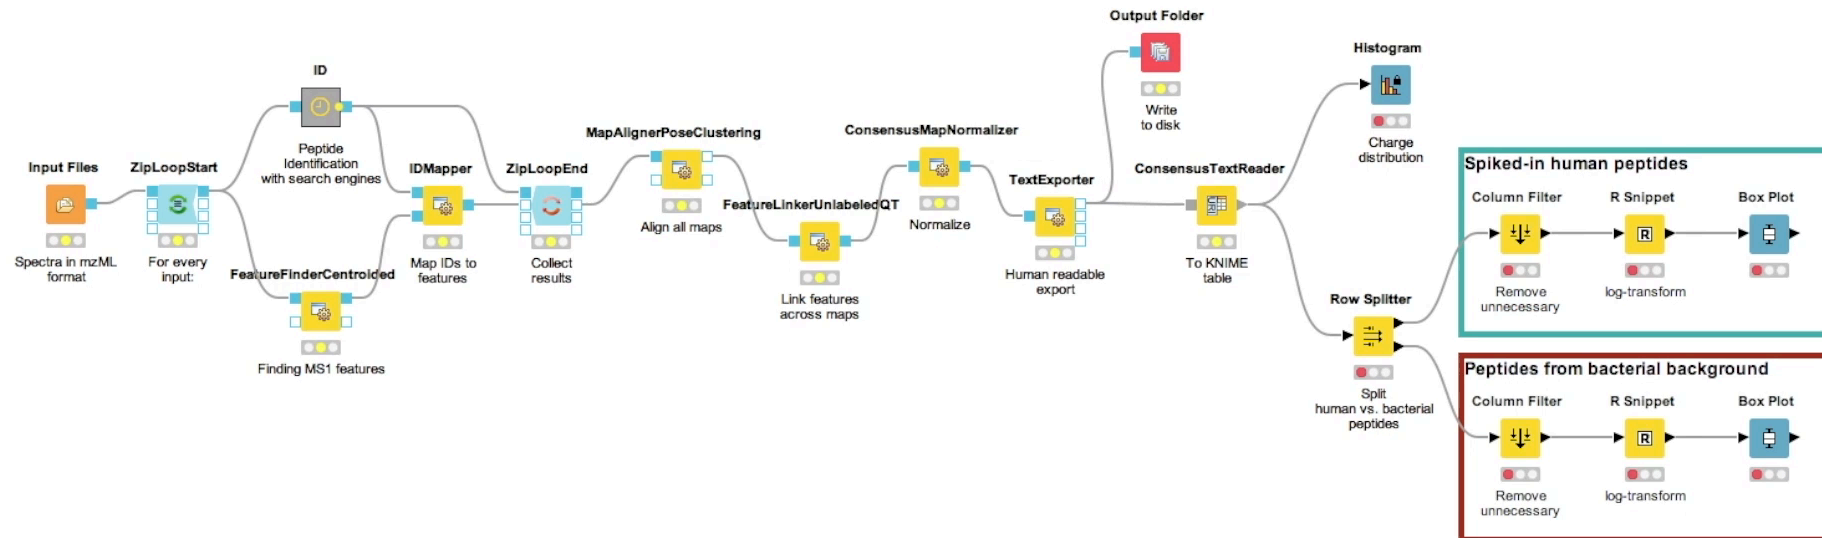 Input Files
Spectra in mzML
format
ZipLoopStart
For every
input:
ID
Peptide
Identification
with search engines
FeatureFinderCentroided
Finding MS1 features
IDMapper
Map IDs to
features
ZipLoopEnd
Collect
results
MapAlignerPoseClustering
Align all maps
FeatureLinkerUnlabeledQT
Link features
across maps
ConsensusMapNormalizer
Normalize
TextExporter
Human readable
export
Output Folder
Write
to disk
ConsensusTextReader
To KNIME
table
Histogram
Charge
distribution
Row Splitter
Split
human vs. bacterial
peptides
Spiked-in human peptides
Column Filter
Remove
unnecessary
R Snippet
R
log-transform
Box Plot
Peptides from bacterial background
Column Filter
Remove
unnecessary
R Snippet
R
log-transform
Box Plot